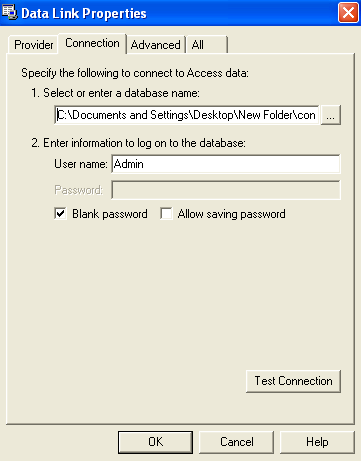 Data Link Properties
Provider Connection Advanced All
Specify the following to connect to Access data:
1. Select or enter a database name:
C:\Documents and Settings\Desktop\New Folder\con ...
2. Enter information to log on to the database:
User name: Admin
Password:
Blank password Allow saving password
Test Connection
OK Cancel Help